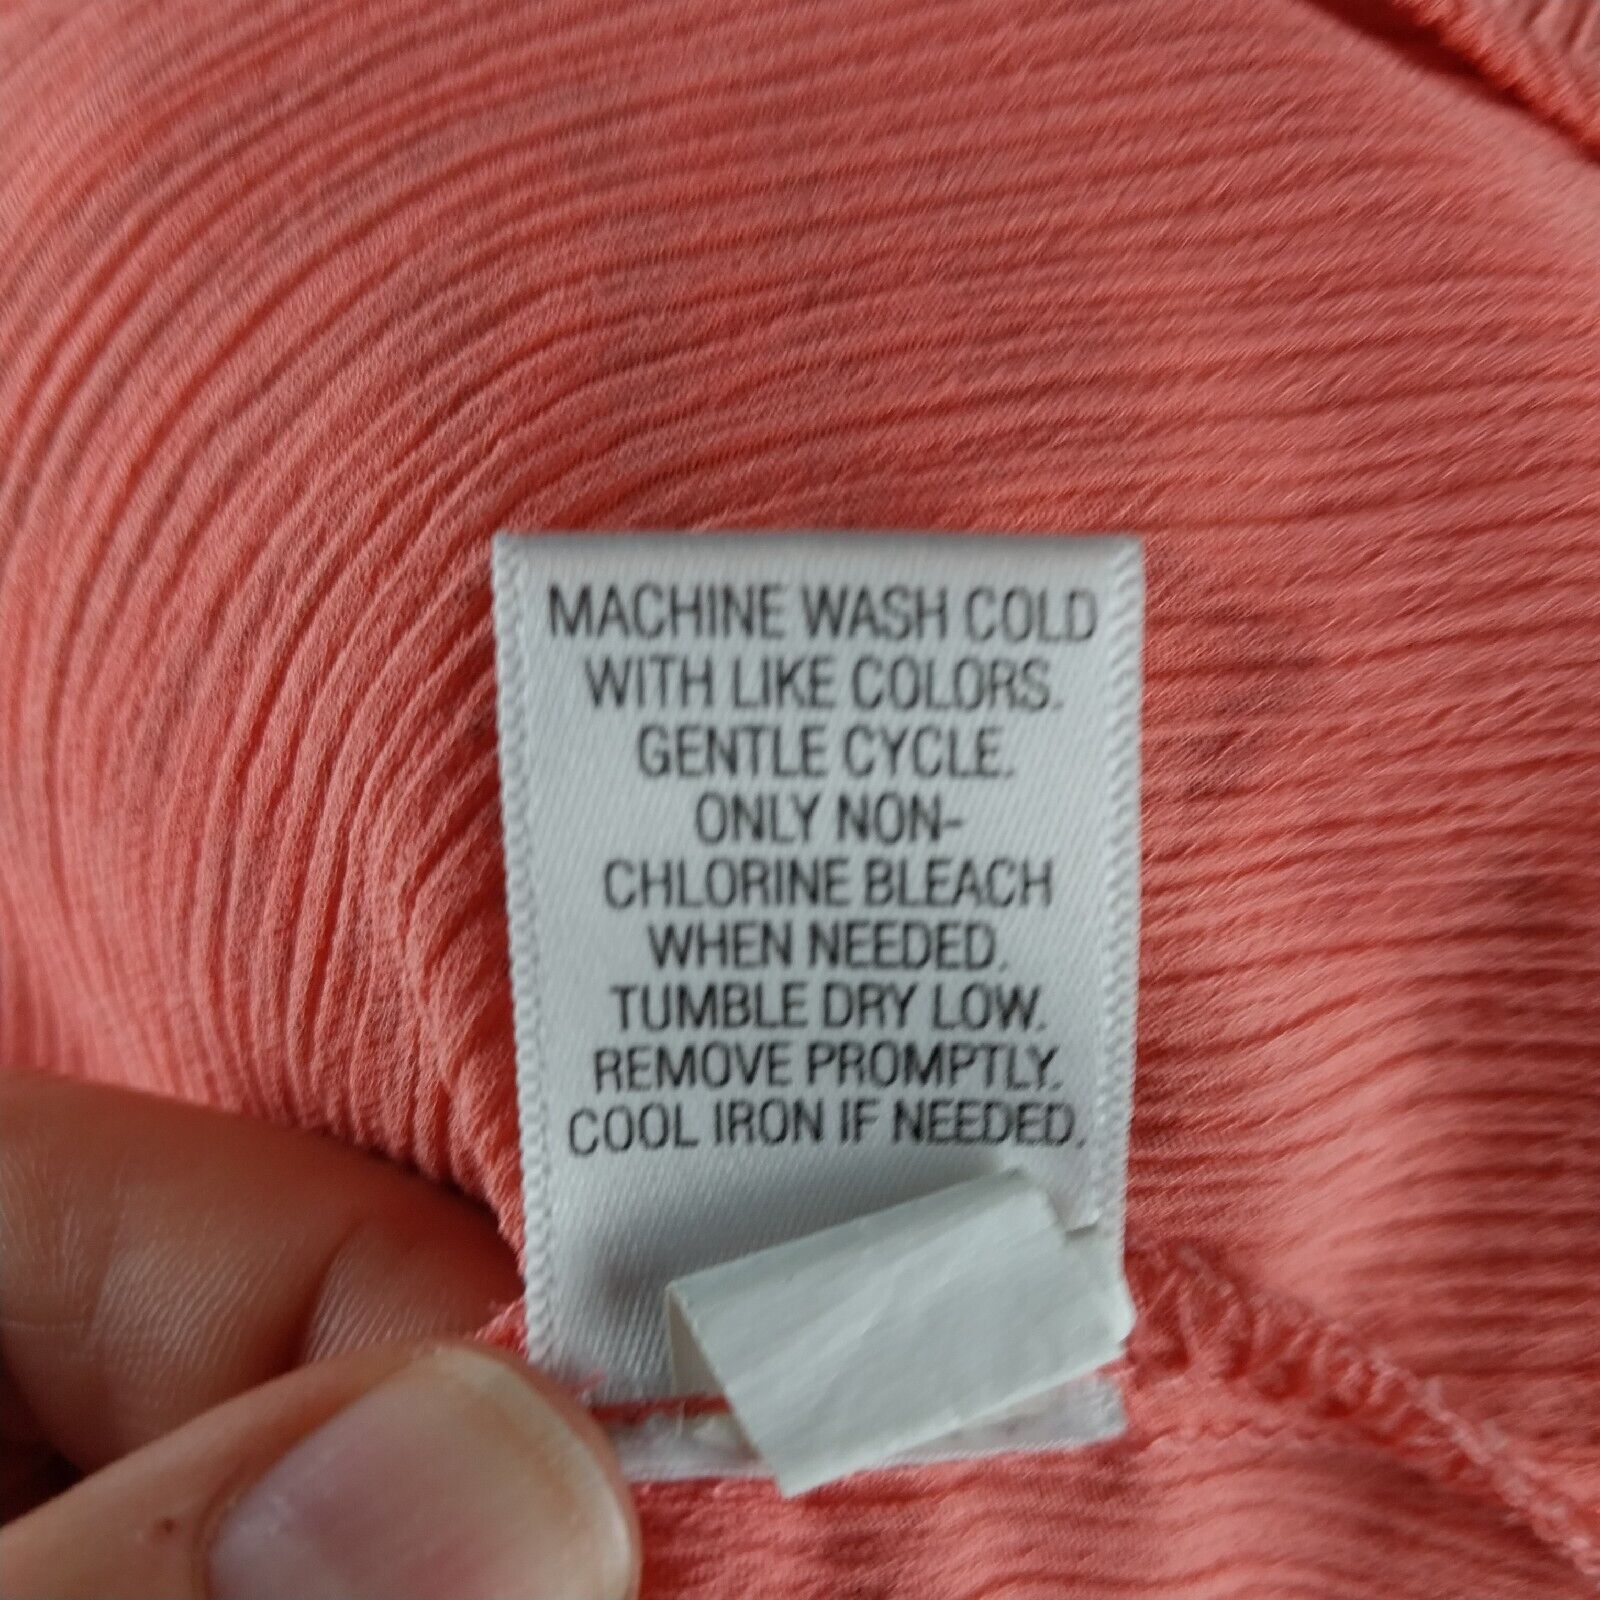 MACHINE WASH COLD
WITH LIKE COLORS.
GENTLE CYCLE.
ONLY NON-
CHLORINE BLEACH
WHEN NEEDED.
TUMBLE DRY LOW.
REMOVE PROMPTLY.
COOL IRON IF NEEDED.